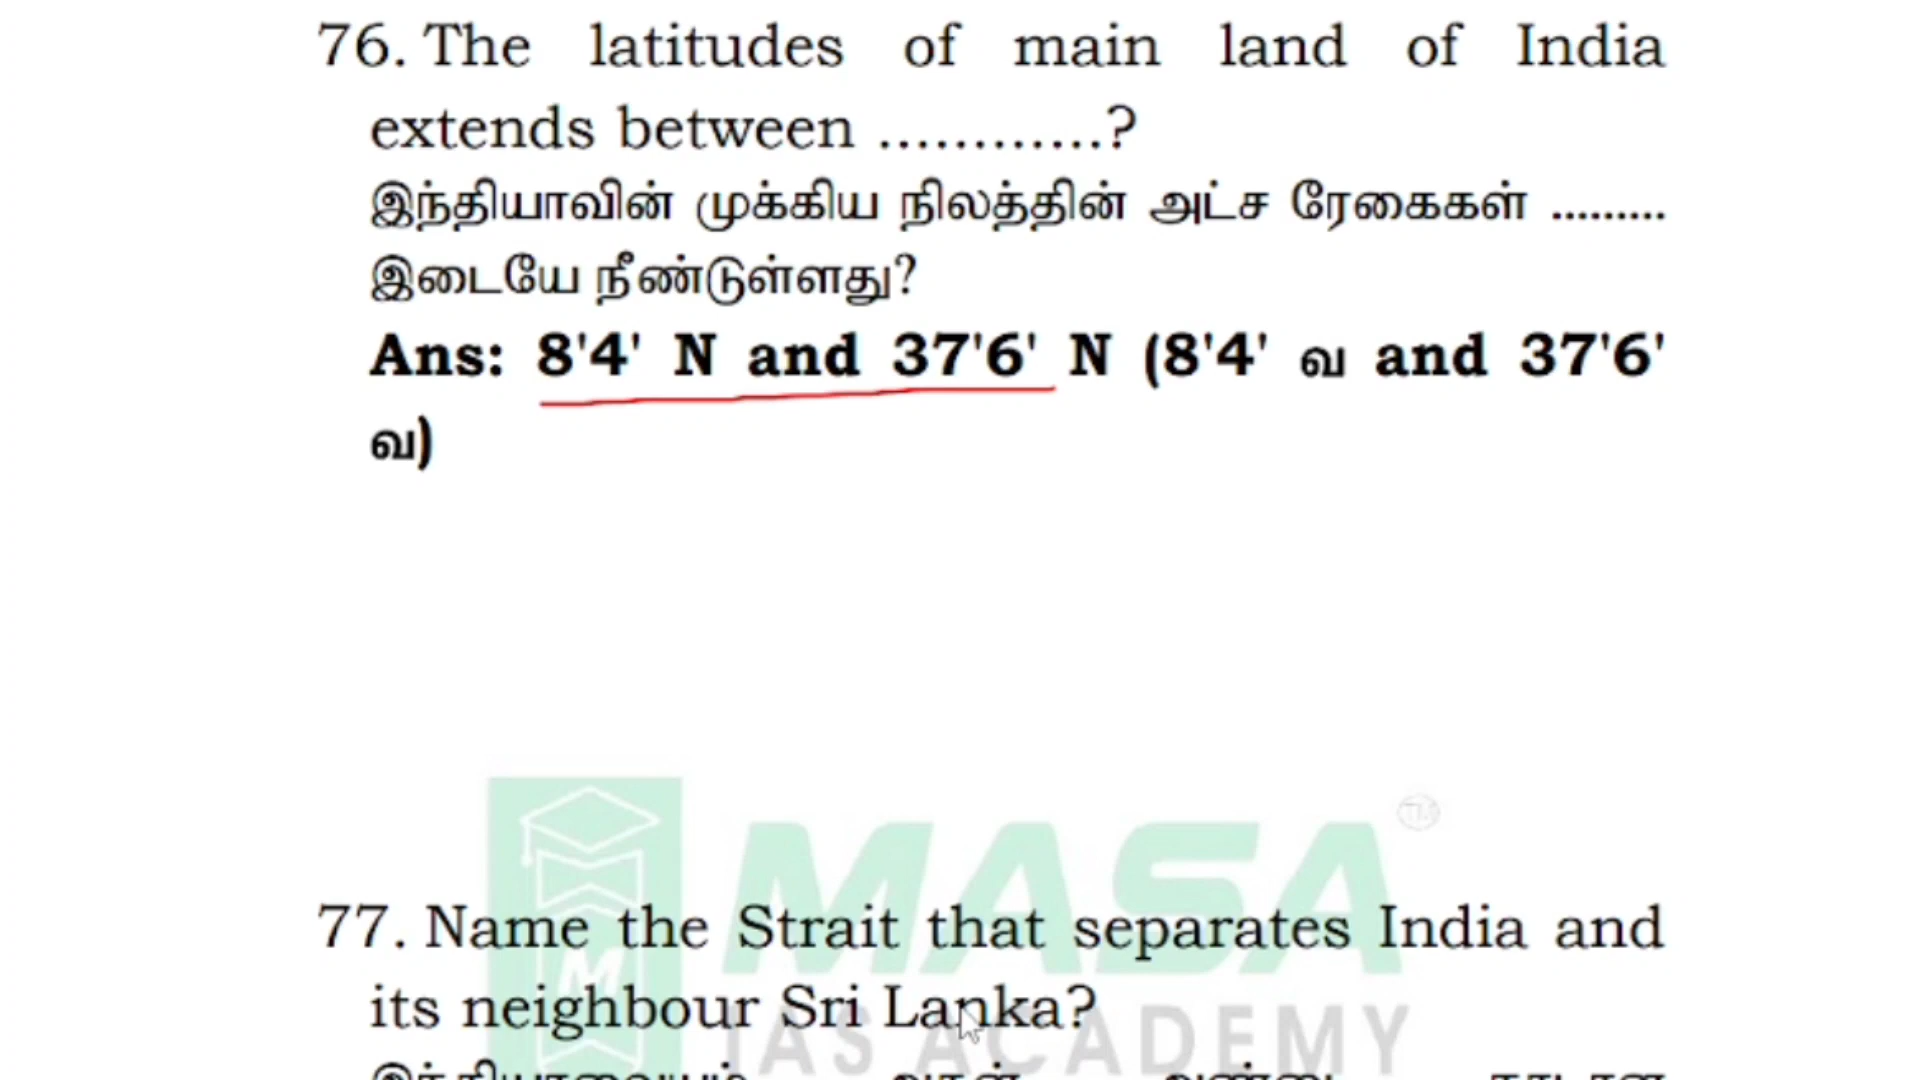 76. The latitudes of main land of India
extends between ............?
இந்தியாவின் முக்கிய நிலத்தின் அட்ச ரேகைகள் .........
இடையே நீண்டுள்ளது?
Ans: 8'4' N and 37'6' N (8'4' வ and 37'6'
வ)
MASA
77. Name the Strait that separates India and
its neighbour Sri Lanka?
IAS ACADEMY